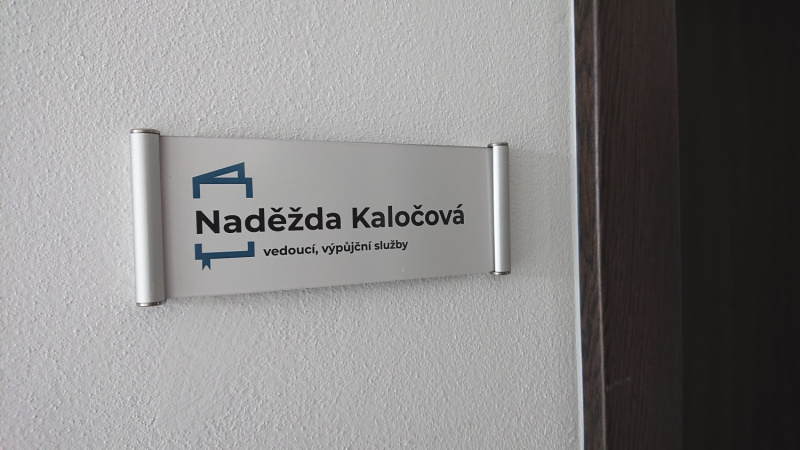 Naděžda Kaločová
vedoucí, výpůjční služby